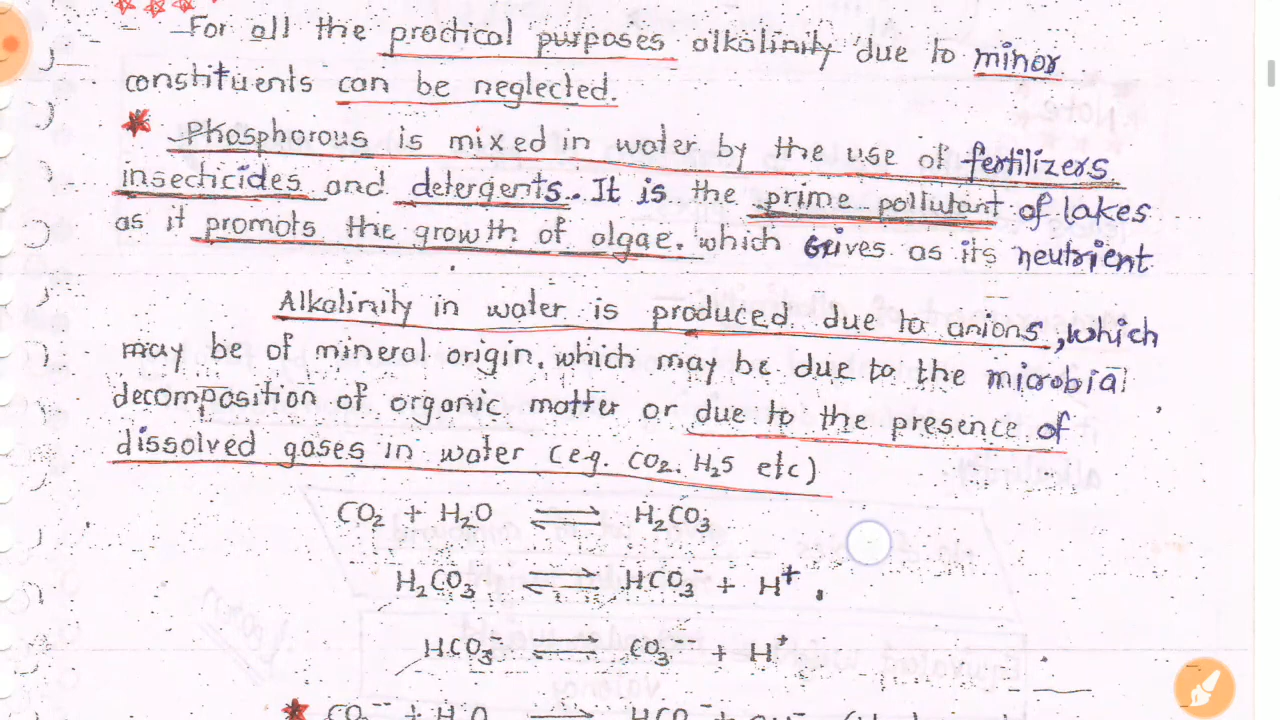 For all the practical purposes alkalinity due to minor
constituents can be neglected.
Phosphorous is mixed in water by the use of fertilizers
insecticides and detergents. It is the prime pollutant of lakes
as it promots the growth of algae. which gives as its neutrient
Alkalinity in water is produced due to anions, which
may be of mineral origin. which may be due to the microbial
decomposition of organic matter or due to the presence of
dissolved gases in water (eg. CO2. H2S etc)
CO2 + H2O ⇌ H2CO3
H2CO3 ⇌ HCO3- + H+
HCO3- ⇌ CO3-- + H+